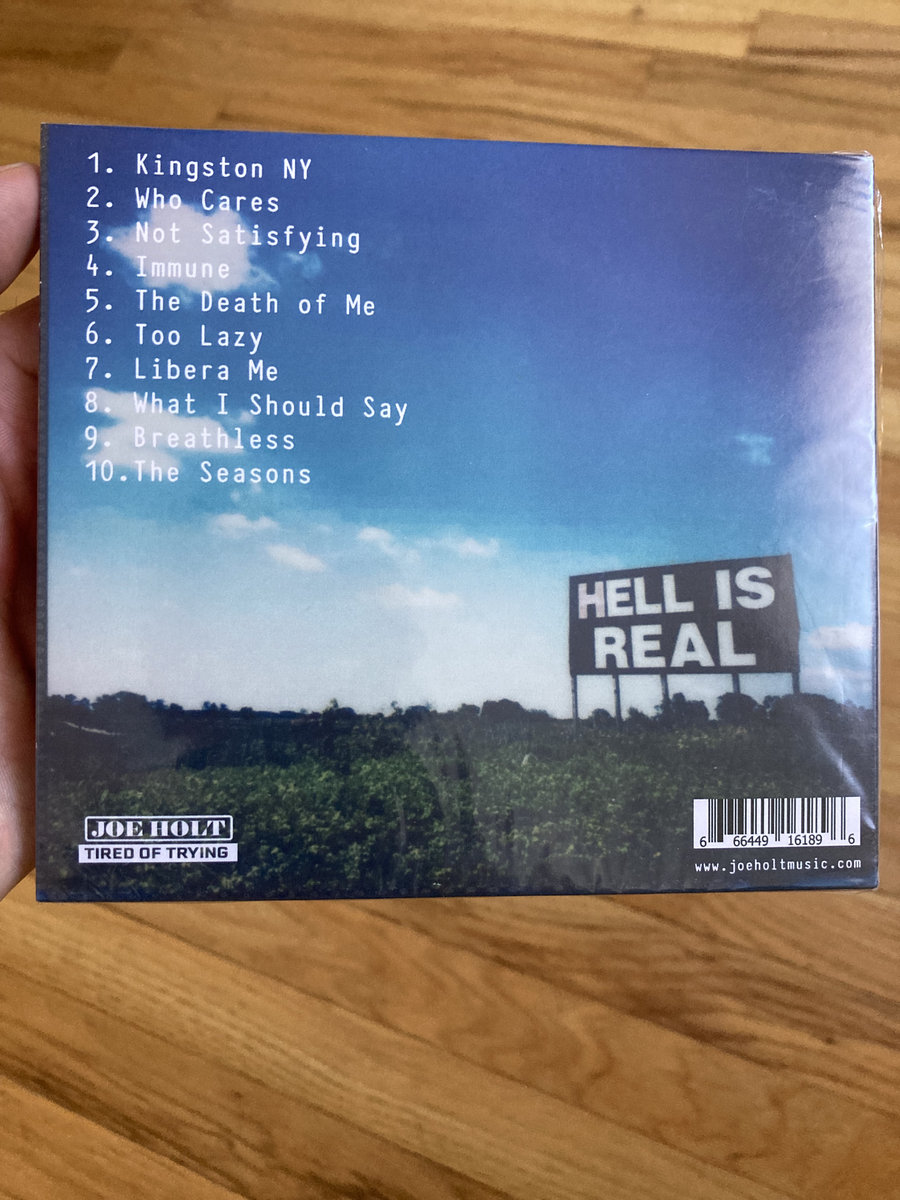 1. Kingston NY
2. Who Cares
3. Not Satisfying
4. Immune
5. The Death of Me
6. Too Lazy
7. Libera Me
8. What I Should Say
9. Breathless
10.The Seasons
HELL IS
REAL
JOE HOLT
TIRED OF TRYING
6 66449 16189 6
www.joeholtmusic.com